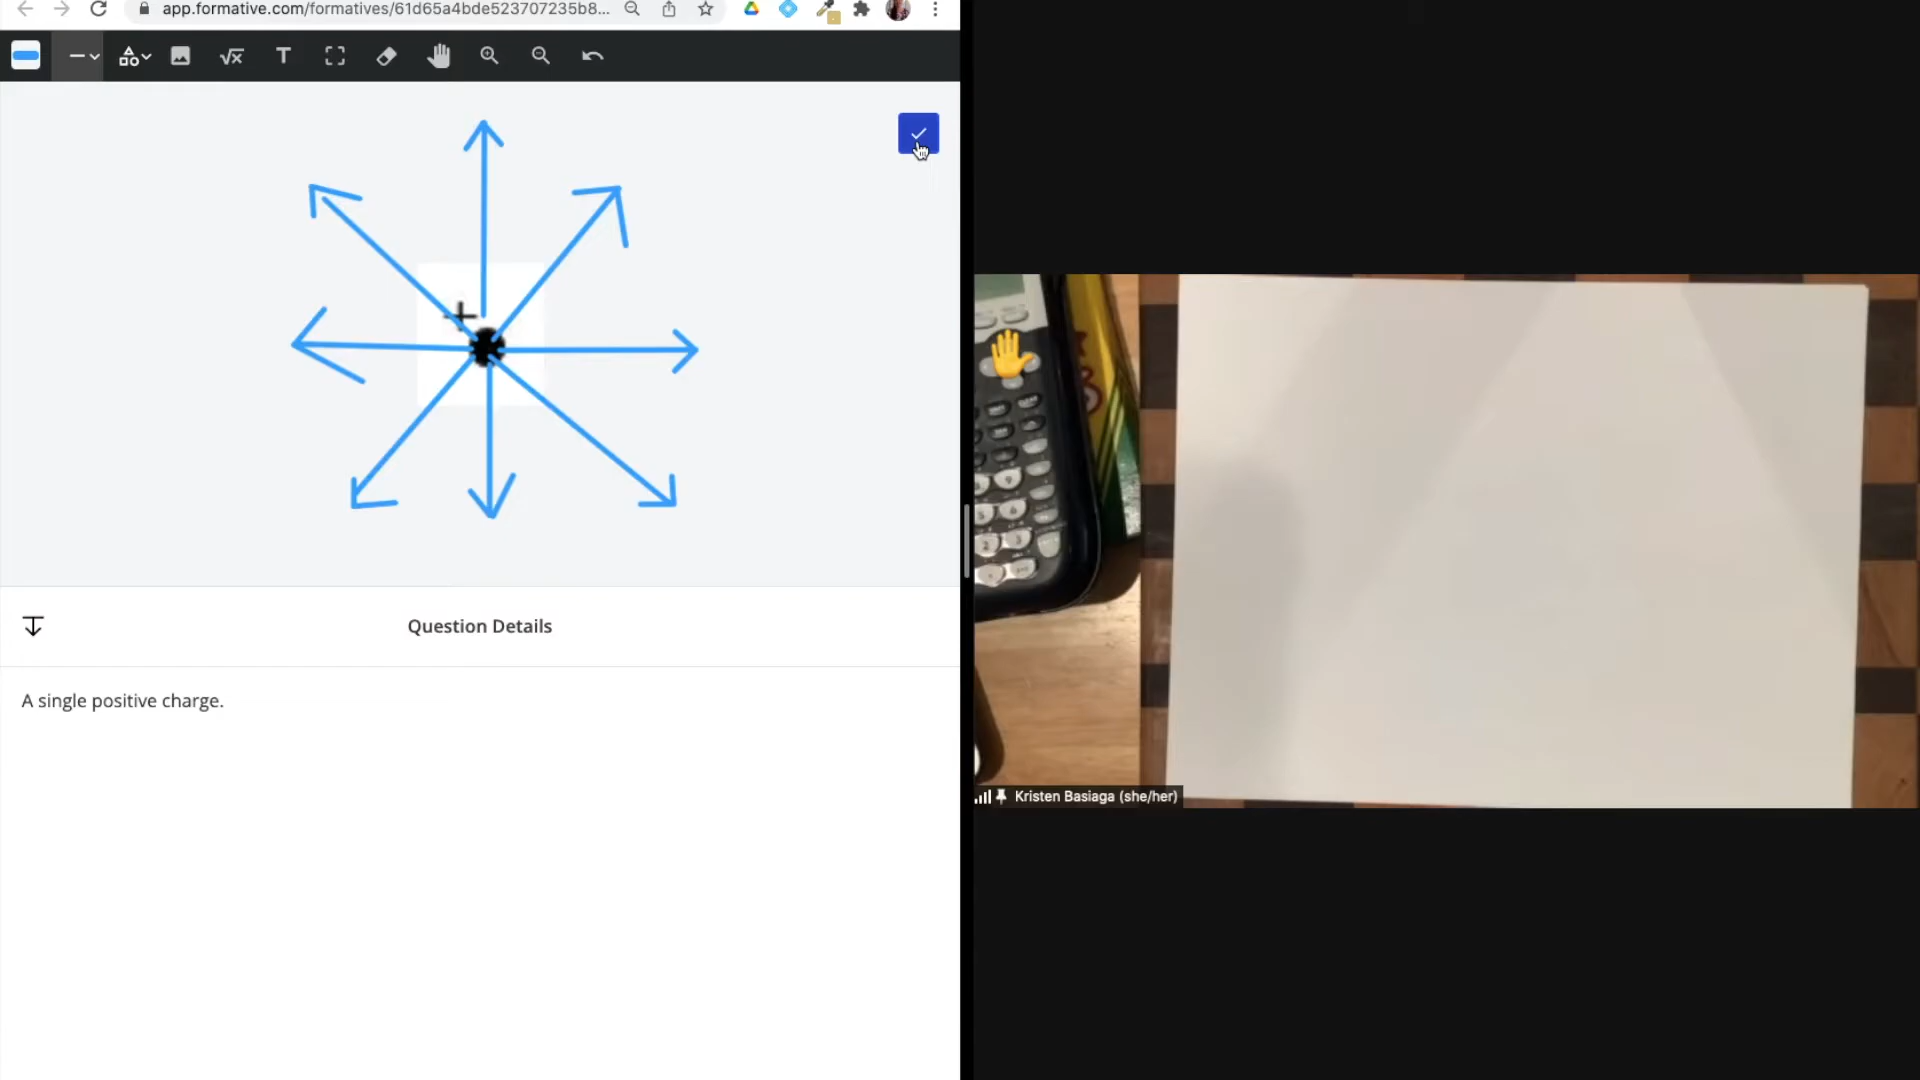 app.formative.com/formatives/61d65a4bde523707235b8...
T
+
Question Details
A single positive charge.
Kristen Basiaga (she/her)